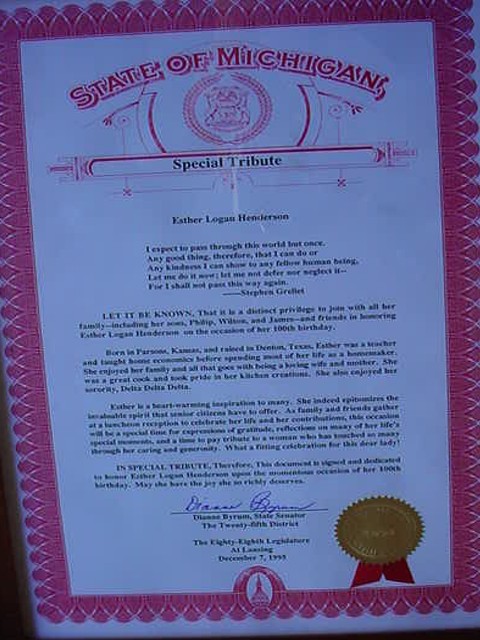 STATE OF MICHIGAN,
Special Tribute
Esther Logan Henderson
I expect to pass through this world but once.
Any good thing, therefore, that I can do or
Any kindness I can show to any fellow human being,
Let me do it now; let me not defer nor neglect it--
For I shall not pass this way again.
——Stephen Grellet
LET IT BE KNOWN, That it is a distinct privilege to join with all her
family--including her sons, Philip, Wilton, and James--and friends in honoring
Esther Logan Henderson on the occasion of her 100th birthday.
Born in Parsons, Kansas, and raised in Denton, Texas, Esther was a teacher
and taught home economics before spending most of her life as a homemaker.
She enjoyed her family and all that goes with being a loving wife and mother. She
was a great cook and took pride in her kitchen creations. She also enjoyed her
sorority, Delta Delta Delta.
Esther is a heart-warming inspiration to many. She indeed epitomizes the
invaluable spirit that senior citizens have to offer. As family and friends gather
at a luncheon reception to celebrate her life and her contributions, this occasion
will be a special time for expressions of gratitude, reflections on many of her life's
special moments, and a time to pay tribute to a woman who has touched so many
through her caring and generosity. What a fitting celebration for this dear lady!
IN SPECIAL TRIBUTE, Therefore, This document is signed and dedicated
to honor Esther Logan Henderson upon the momentous occasion of her 100th
birthday. May she have the joy she so richly deserves.
Dianne Byrum
Dianne Byrum, State Senator
The Twenty-fifth District
The Eighty-Eighth Legislature
At Lansing
December 7, 1995